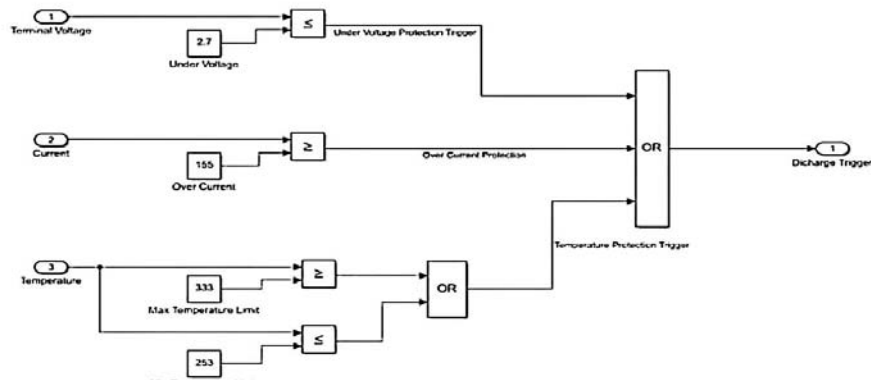 1
Terminal Voltage
≤
2.7
Under Voltage
Under Voltage Protection Trigger
2
Current
≥
155
Over Current
Over Current Protection
OR
1
Dicharge Trigger
Temperature Protection Trigger
3
Temperature
≥
333
Max Temperature Limit
OR
≤
253